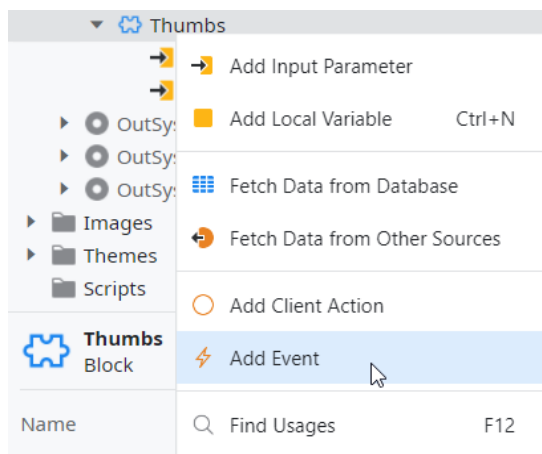 Thumbs
Add Input Parameter
Add Local Variable Ctrl+N
OutSy
OutSy
Fetch Data from Database
OutSy
Images
Fetch Data from Other Sources
Themes
Scripts
Add Client Action
Thumbs
Block
Add Event
Name
Find Usages F12